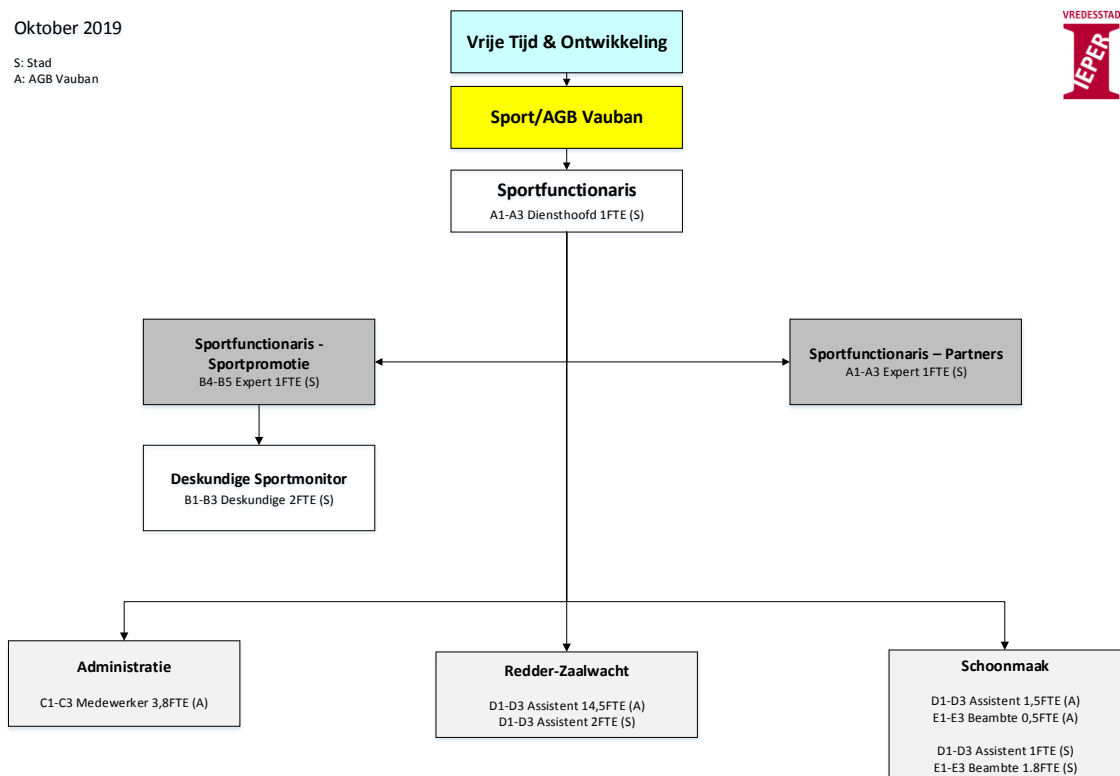 Oktober 2019
S: Stad
A: AGB Vauban
VREDESSTAD
IEPER
Vrije Tijd & Ontwikkeling
Sport/AGB Vauban
Sportfunctionaris
A1-A3 Diensthoofd 1FTE (S)
Sportfunctionaris -
Sportpromotie
B4-B5 Expert 1FTE (S)
Sportfunctionaris – Partners
A1-A3 Expert 1FTE (S)
Deskundige Sportmonitor
B1-B3 Deskundige 2FTE (S)
Administratie
C1-C3 Medewerker 3,8FTE (A)
Redder-Zaalwacht
D1-D3 Assistent 14,5FTE (A)
D1-D3 Assistent 2FTE (S)
Schoonmaak
D1-D3 Assistent 1,5FTE (A)
E1-E3 Beambte 0,5FTE (A)
D1-D3 Assistent 1FTE (S)
E1-E3 Beambte 1.8FTE (S)